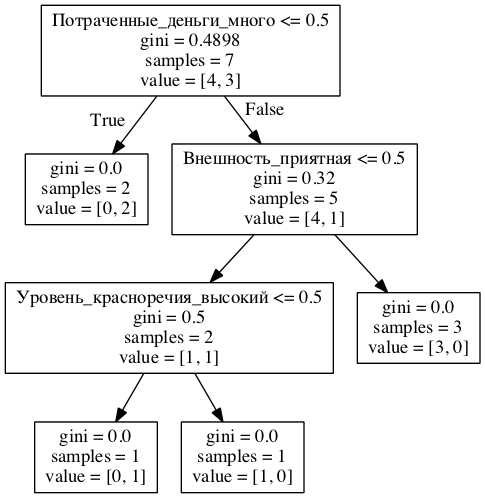 Потраченные_деньги_много <= 0.5
gini = 0.4898
samples = 7
value = [4, 3]
True
False
gini = 0.0
samples = 2
value = [0, 2]
Внешность_приятная <= 0.5
gini = 0.32
samples = 5
value = [4, 1]
Уровень_красноречия_высокий <= 0.5
gini = 0.5
samples = 2
value = [1, 1]
gini = 0.0
samples = 3
value = [3, 0]
gini = 0.0
samples = 1
value = [0, 1]
gini = 0.0
samples = 1
value = [1, 0]